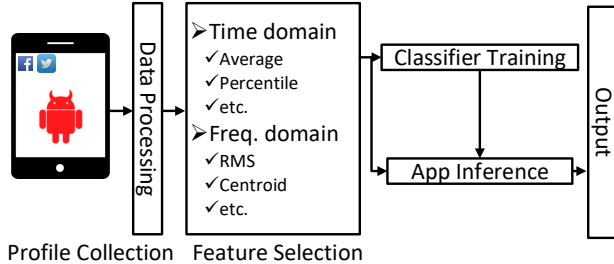 Data Processing
➢Time domain
✓Average
✓Percentile
✓etc.
➢Freq. domain
✓RMS
✓Centroid
✓etc.
Classifier Training
App Inference
Output
Profile Collection
Feature Selection